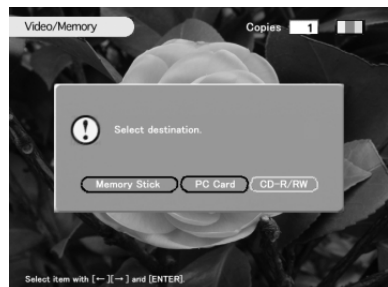 Video/Memory Copies 1
Select destination.
Memory Stick PC Card CD-R/RW
Select item with [←][→] and [ENTER]